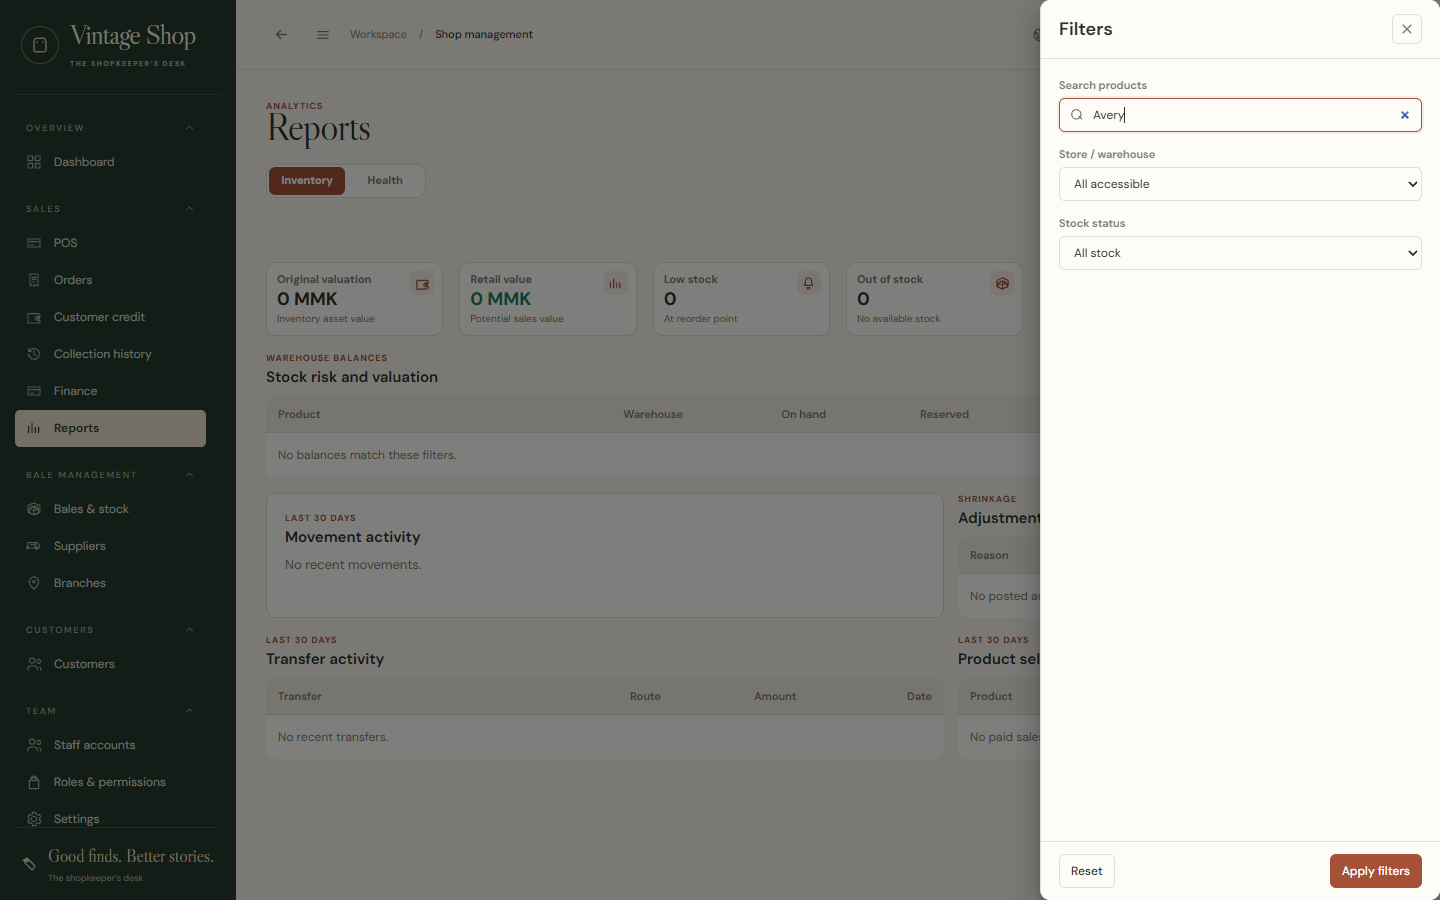 Vintage Shop
THE SHOPKEEPER'S DESK
OVERVIEW
Dashboard
SALES
POS
Orders
Customer credit
Collection history
Finance
Reports
BALE MANAGEMENT
Bales & stock
Suppliers
Branches
CUSTOMERS
Customers
TEAM
Staff accounts
Roles & permissions
Settings
Good finds. Better stories.
The shopkeeper's desk
Workspace / Shop management
ANALYTICS
Reports
Inventory Health
Original valuation
0 MMK
Inventory asset value
Retail value
0 MMK
Potential sales value
Low stock
0
At reorder point
Out of stock
0
No available stock
WAREHOUSE BALANCES
Stock risk and valuation
Product Warehouse On hand Reserved
No balances match these filters.
LAST 30 DAYS
Movement activity
No recent movements.
SHRINKAGE
Adjustment
Reason
No posted a
LAST 30 DAYS
Transfer activity
Transfer Route Amount Date
No recent transfers.
LAST 30 DAYS
Product sel
Product
No paid sale
Filters
Search products
Avery
Store / warehouse
All accessible
Stock status
All stock
Reset
Apply filters